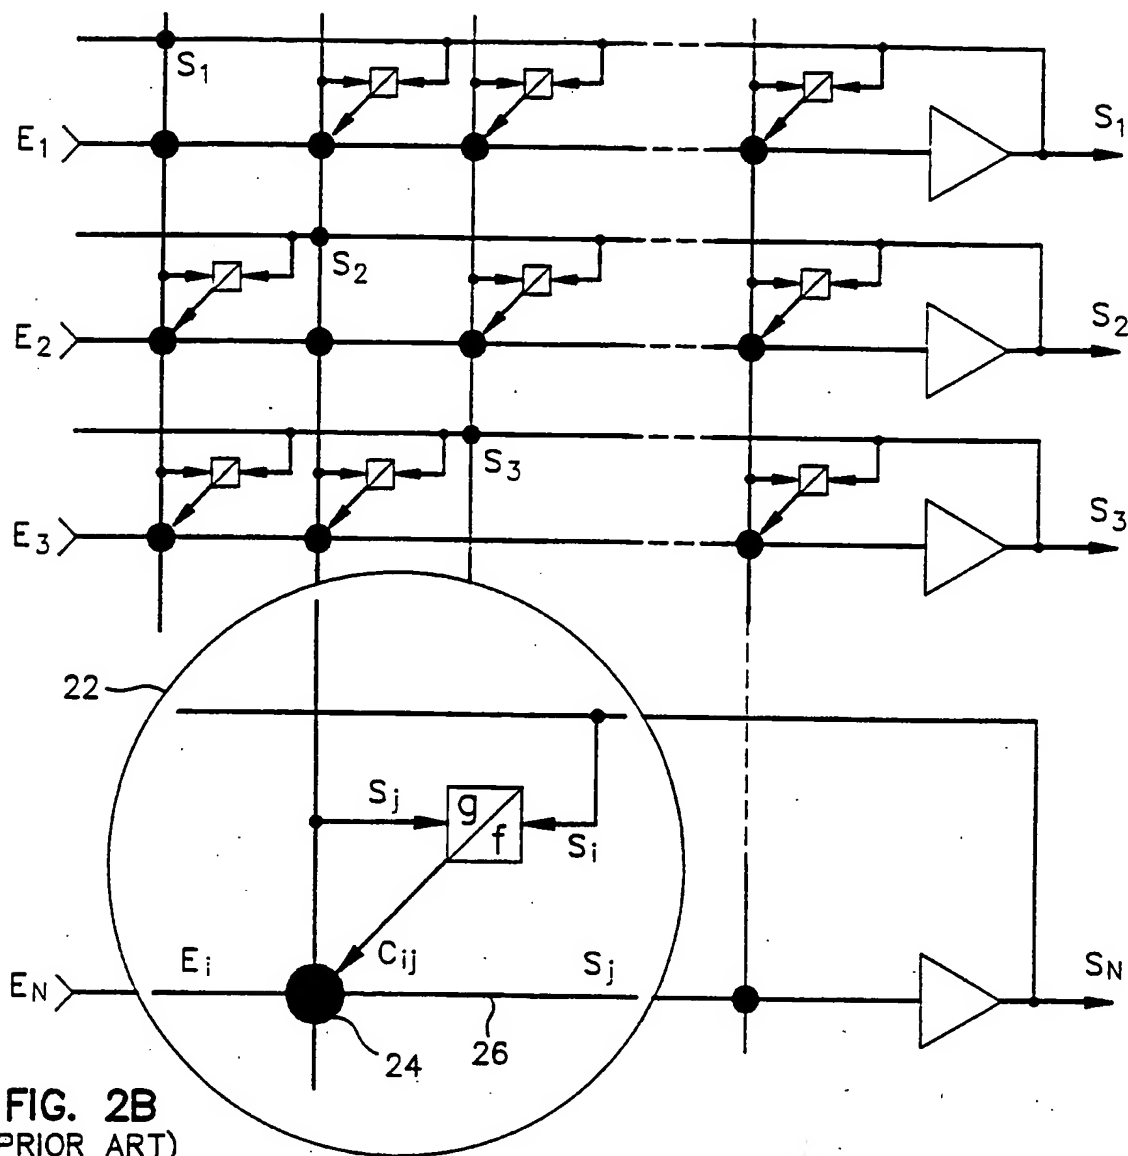 S1
E1
S1
S2
E2
S2
S3
E3
S3
22
Sj
g
f
Si
Cij
Ei
Sj
EN
SN
24
26
FIG. 2B
PRIOR ART)